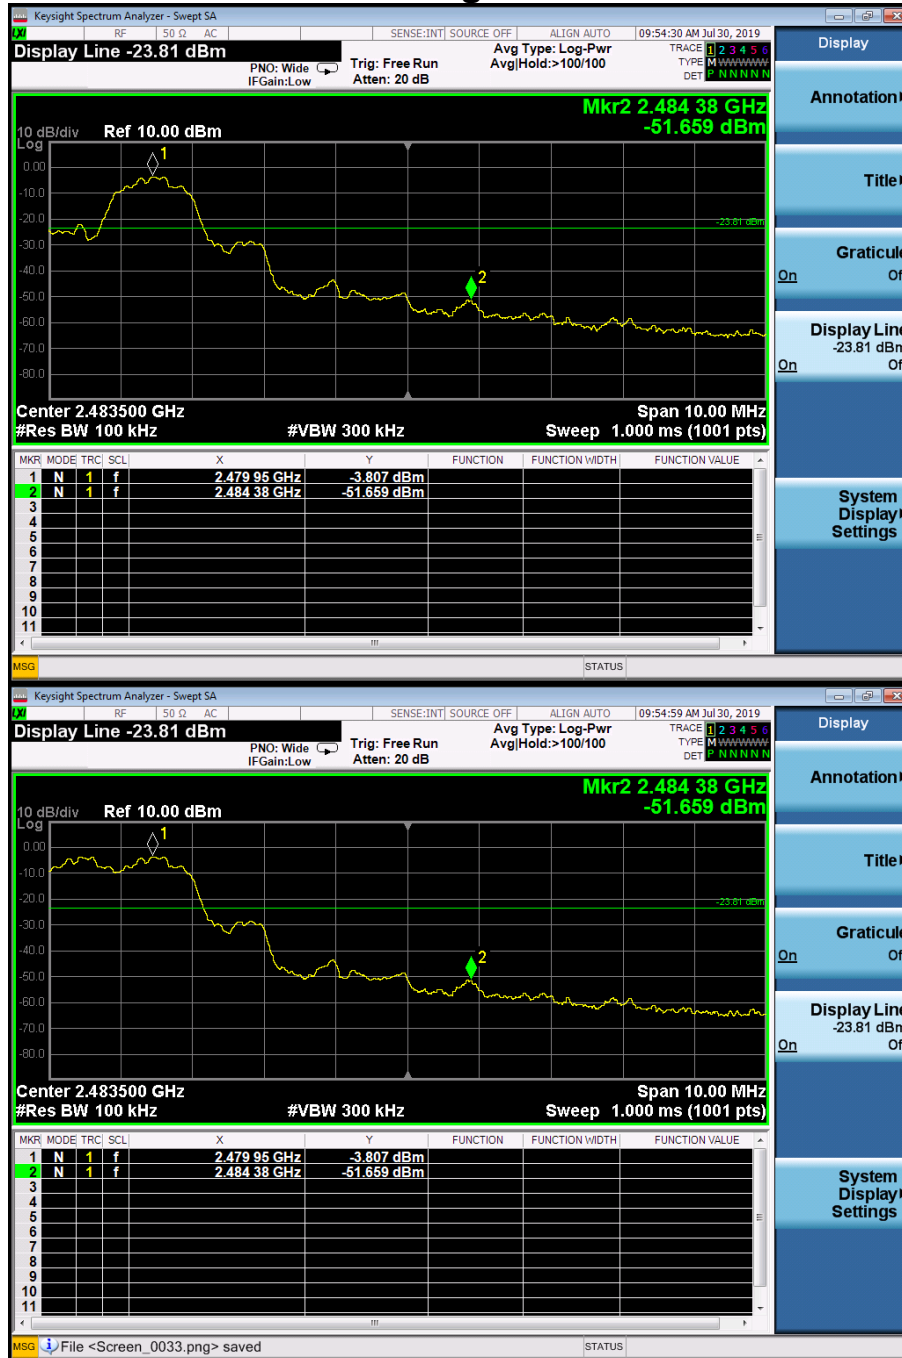 Keysight Spectrum Analyzer - Swept SA
LXI RF 50 Ω AC SENSE:INT SOURCE OFF ALIGN AUTO 09:54:30 AM Jul 30, 2019
Display Line -23.81 dBm
PNO: Wide
IFGain:Low
Trig: Free Run
Atten: 20 dB
Avg Type: Log-Pwr
Avg|Hold:>100/100
TRACE 1 2 3 4 5 6
TYPE M WWWWW
DET P N N N N N
Mkr2 2.484 38 GHz
-51.659 dBm
10 dB/div Ref 10.00 dBm
Log
1
0.00
-10.0
-20.0
-23.81 dBm
-30.0
-40.0
2
-50.0
-60.0
-70.0
-80.0
Center 2.483500 GHz Span 10.00 MHz
#Res BW 100 kHz #VBW 300 kHz Sweep 1.000 ms (1001 pts)
MKR MODE TRC SCL X Y FUNCTION FUNCTION WIDTH FUNCTION VALUE
1 N 1 f 2.479 95 GHz -3.807 dBm
2 N 1 f 2.484 38 GHz -51.659 dBm
3
4
5
6
7
8
9
10
11
MSG STATUS
Display
Annotation
Title
Graticule
On Of
Display Line
-23.81 dBm
On Of
System
Display
Settings
Keysight Spectrum Analyzer - Swept SA
LXI RF 50 Ω AC SENSE:INT SOURCE OFF ALIGN AUTO 09:54:59 AM Jul 30, 2019
Display Line -23.81 dBm
PNO: Wide
IFGain:Low
Trig: Free Run
Atten: 20 dB
Avg Type: Log-Pwr
Avg|Hold:>100/100
TRACE 1 2 3 4 5 6
TYPE M WWWWW
DET P N N N N N
Mkr2 2.484 38 GHz
-51.659 dBm
10 dB/div Ref 10.00 dBm
Log
1
0.00
-10.0
-20.0
-23.81 dBm
-30.0
-40.0
2
-50.0
-60.0
-70.0
-80.0
Center 2.483500 GHz Span 10.00 MHz
#Res BW 100 kHz #VBW 300 kHz Sweep 1.000 ms (1001 pts)
MKR MODE TRC SCL X Y FUNCTION FUNCTION WIDTH FUNCTION VALUE
1 N 1 f 2.479 95 GHz -3.807 dBm
2 N 1 f 2.484 38 GHz -51.659 dBm
3
4
5
6
7
8
9
10
11
MSG File <Screen_0033.png> saved STATUS
Display
Annotation
Title
Graticule
On Of
Display Line
-23.81 dBm
On Of
System
Display
Settings